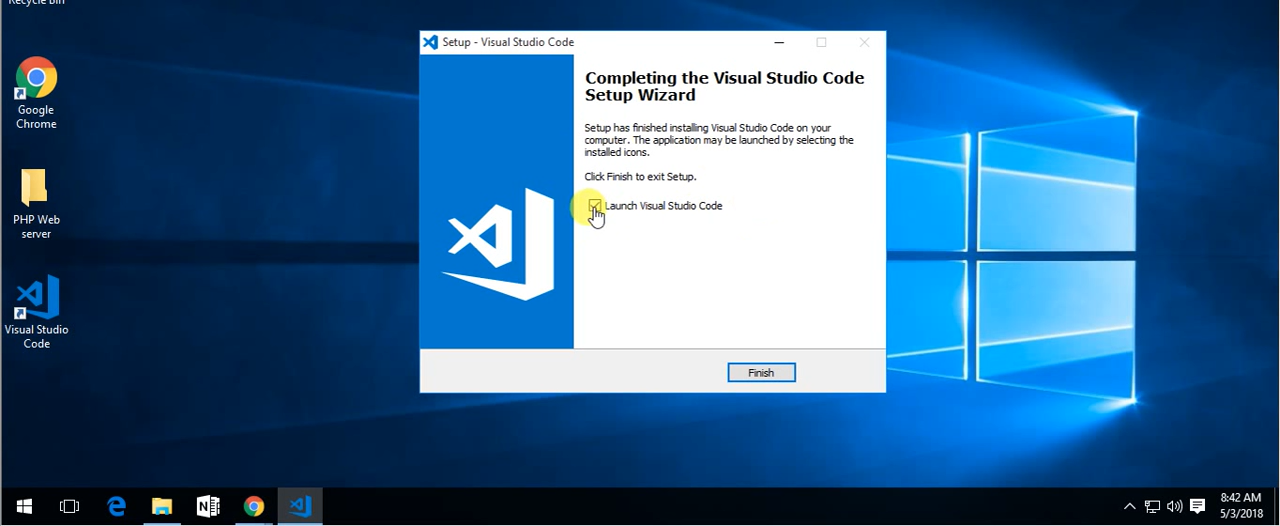 Recycle Bin
Google
Chrome
PHP Web
server
Visual Studio
Code
Setup - Visual Studio Code
Completing the Visual Studio Code
Setup Wizard
Setup has finished installing Visual Studio Code on your
computer. The application may be launched by selecting the
installed icons.
Click Finish to exit Setup.
Launch Visual Studio Code
Finish
N
8:42 AM
5/3/2018